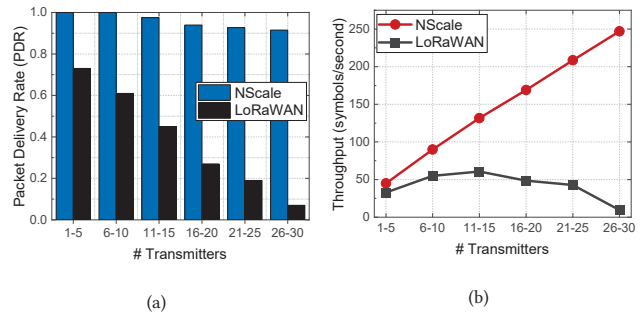 Packet Delivery Rate (PDR)
1.0
0.8
0.6
0.4
0.2
0.0
NScale
LoRaWAN
1-5
6-10
11-15
16-20
21-25
26-30
# Transmitters
(a)
Throughput (symbols/second)
250
200
150
100
50
0
NScale
LoRaWAN
1-5
6-10
11-15
16-20
21-25
26-30
# Transmitters
(b)